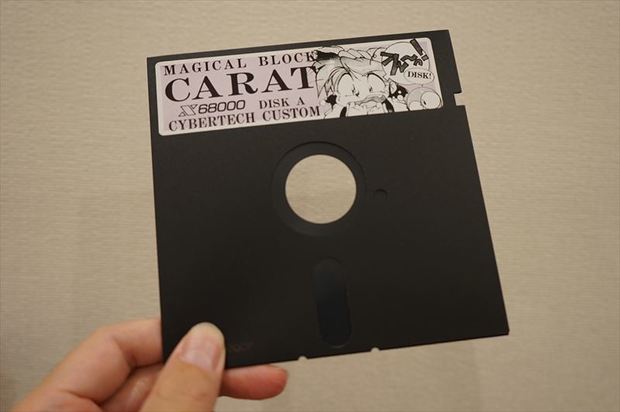 MAGICAL BLOCK
CARAT
X68000 DISK A
CYBERTECH CUSTOM
DISK!